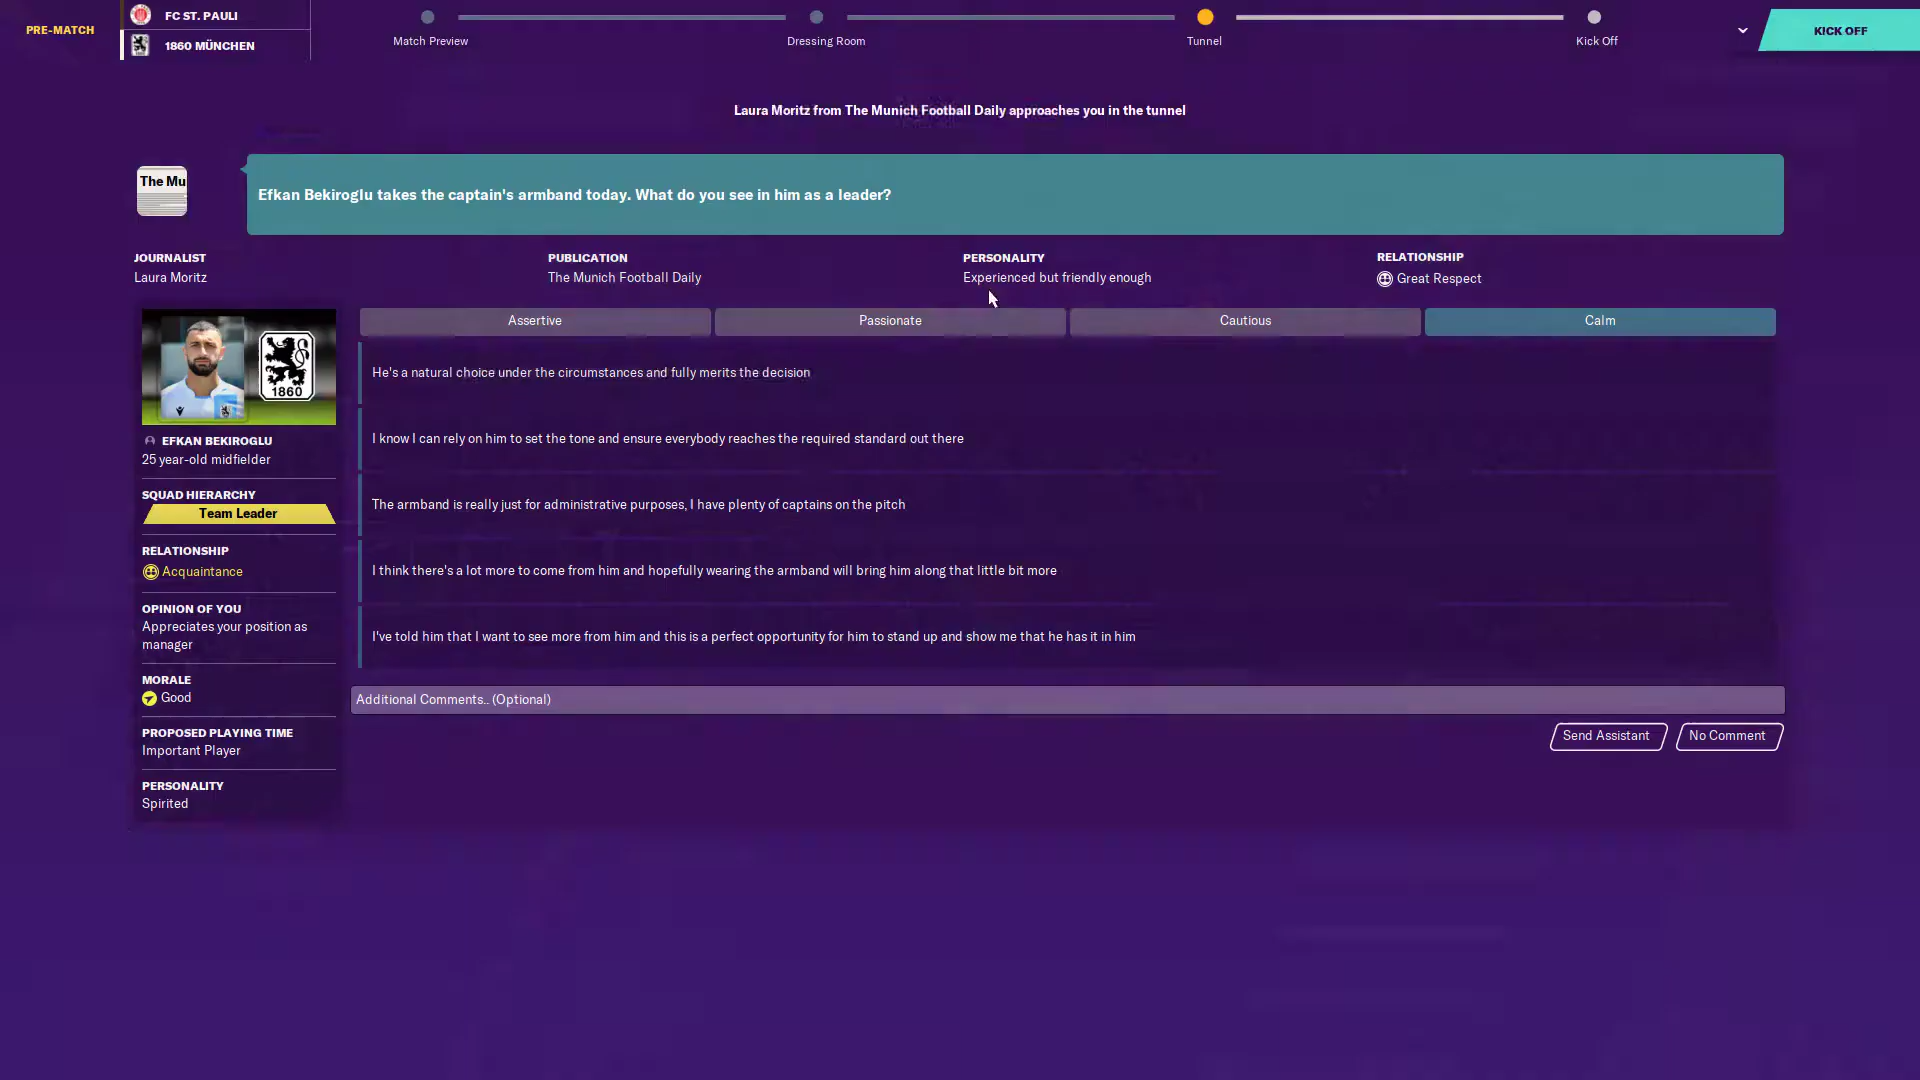 PRE-MATCH
FC ST. PAULI
1860 MÜNCHEN
Match Preview
Dressing Room
Tunnel
Kick Off
KICK OFF
Laura Moritz from The Munich Football Daily approaches you in the tunnel
The Mu
Efkan Bekiroglu takes the captain's armband today. What do you see in him as a leader?
JOURNALIST
Laura Moritz
PUBLICATION
The Munich Football Daily
PERSONALITY
Experienced but friendly enough
RELATIONSHIP
Great Respect
1860
EFKAN BEKIROGLU
25 year-old midfielder
SQUAD HIERARCHY
Team Leader
RELATIONSHIP
Acquaintance
OPINION OF YOU
Appreciates your position as
manager
MORALE
Good
PROPOSED PLAYING TIME
Important Player
PERSONALITY
Spirited
Assertive
Passionate
Cautious
Calm
He's a natural choice under the circumstances and fully merits the decision
I know I can rely on him to set the tone and ensure everybody reaches the required standard out there
The armband is really just for administrative purposes, I have plenty of captains on the pitch
I think there's a lot more to come from him and hopefully wearing the armband will bring him along that little bit more
I've told him that I want to see more from him and this is a perfect opportunity for him to stand up and show me that he has it in him
Additional Comments.. (Optional)
Send Assistant
No Comment